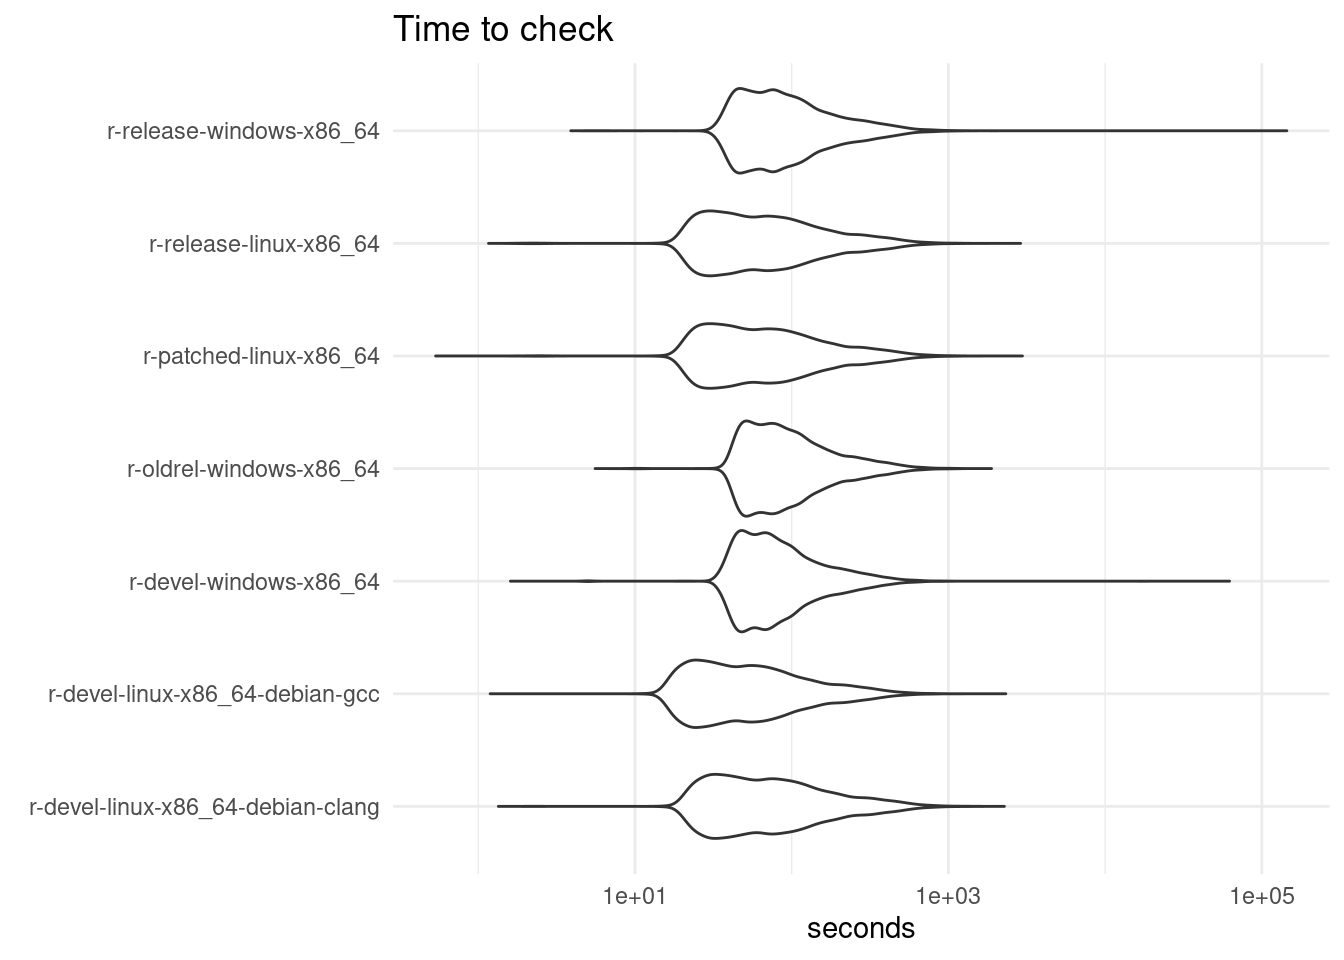 Time to check
r-release-windows-x86_64
r-release-linux-x86_64
r-patched-linux-x86_64
r-oldrel-windows-x86_64
r-devel-windows-x86_64
r-devel-linux-x86_64-debian-gcc
r-devel-linux-x86_64-debian-clang
1e+01 1e+03 1e+05
seconds